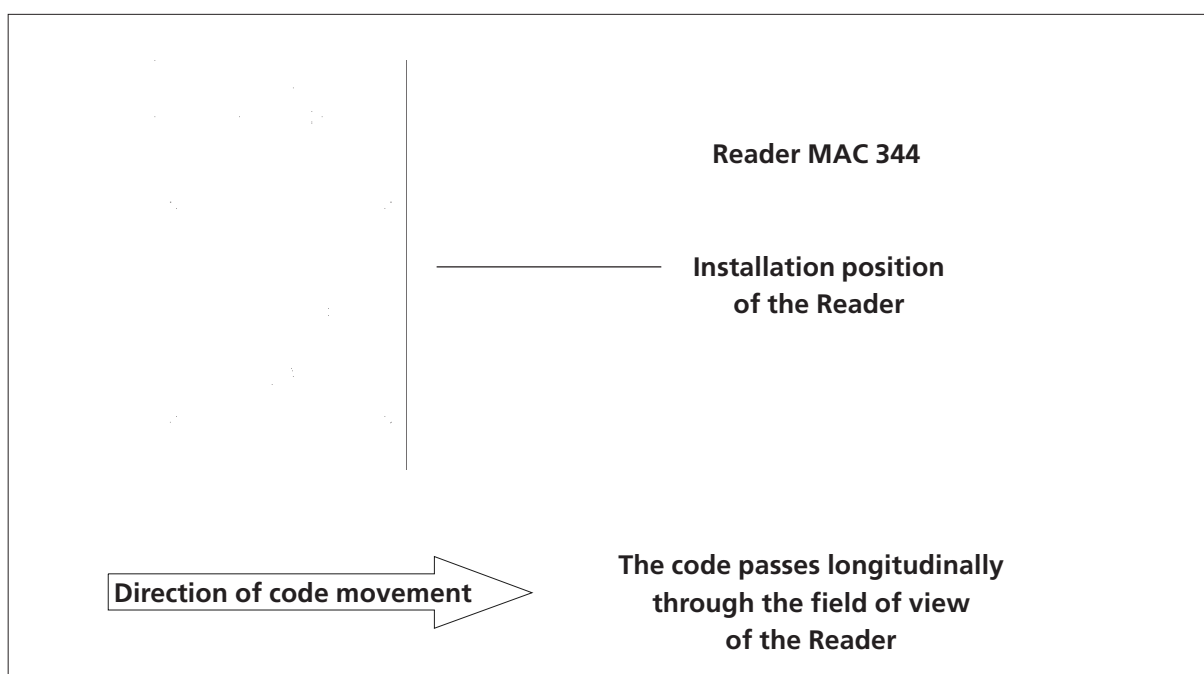 Reader MAC 344
Installation position
of the Reader
Direction of code movement
The code passes longitudinally
through the field of view
of the Reader